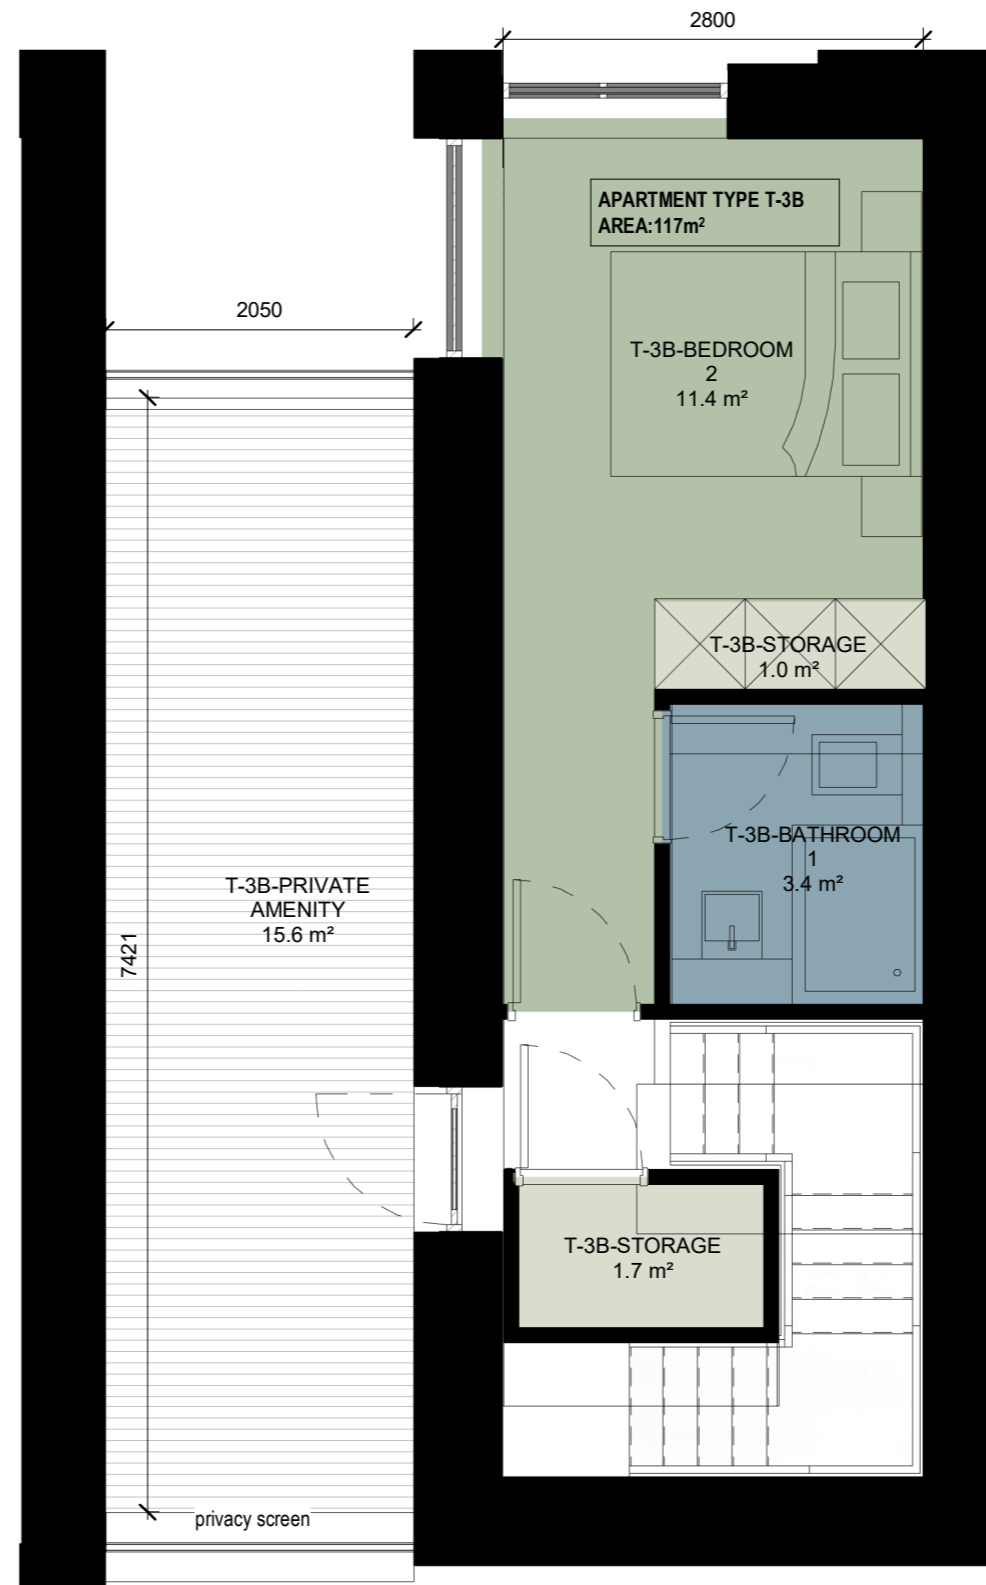 2800
APARTMENT TYPE T-3B
AREA:117m²
2050
T-3B-BEDROOM
2
11.4 m²
T-3B-STORAGE
1.0 m²
T-3B-BATHROOM
1
3.4 m²
T-3B-PRIVATE
AMENITY
15.6 m²
7421
T-3B-STORAGE
1.7 m²
privacy screen